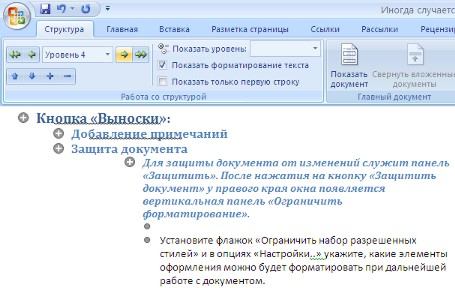 Иногда случаетс
Структура Главная Вставка Разметка страницы Ссылки Рассылки Рецензир
Уровень 4
Показать уровень:
Показать форматирование текста
Показать только первую строку
Показать документ
Свернуть вложенные документы
Работа со структурой
Главный документ
Кнопка «Выноски»:
Добавление примечаний
Защита документа
Для защиты документа от изменений служит панель
«Защитить». После нажатия на кнопку «Защитить
документ» у правого края окна появляется
вертикальная панель «Ограничить
форматирование».
Установите флажок «Ограничить набор разрешенных
стилей» и в опциях «Настройки..» укажите, какие элементы
оформления можно будет форматировать при дальнейшей
работе с документом.